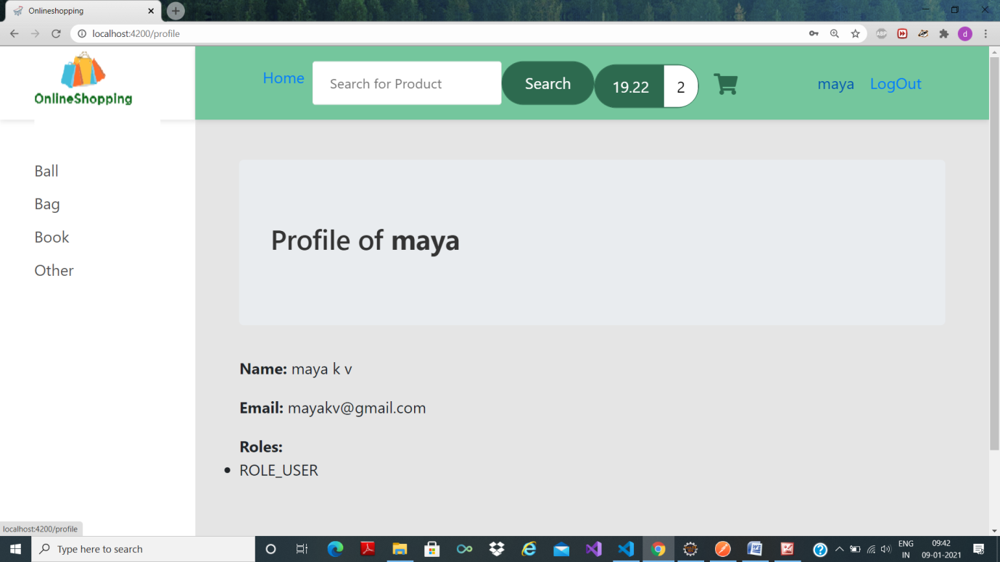 Onlineshopping
localhost:4200/profile
ABP
d
OnlineShopping
Home
Search for Product
Search
19.22
2
maya
LogOut
Ball
Bag
Book
Other
Profile of maya
Name: maya k v
Email: mayakv@gmail.com
Roles:
ROLE_USER
localhost:4200/profile
Type here to search
ENG
IN
09:42
09-01-2021